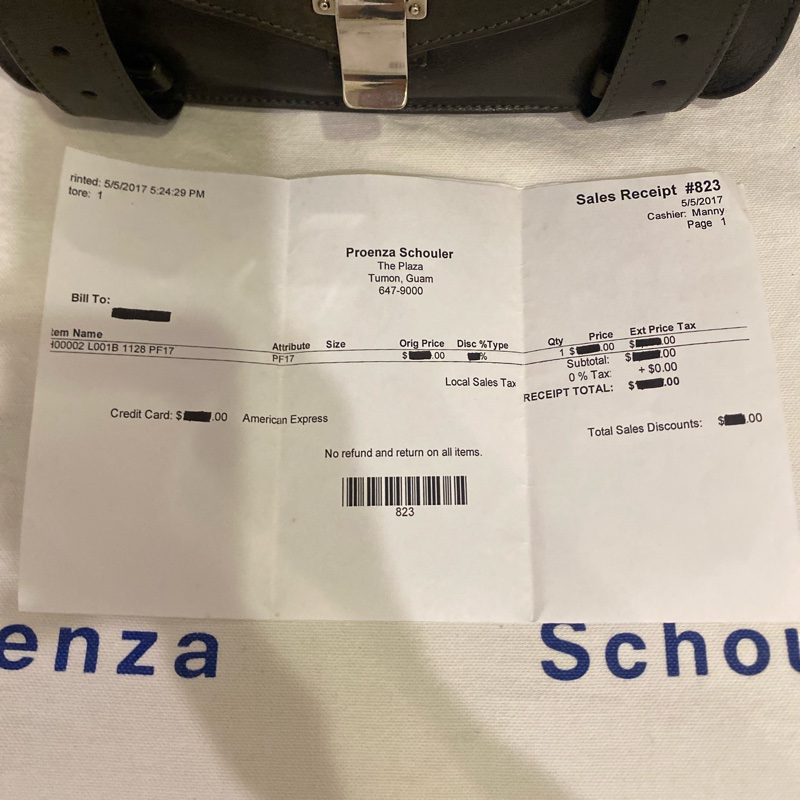 rinted: 5/5/2017 5:24:29 PM
tore: 1
Sales Receipt #823
5/5/2017
Cashier: Manny
Page 1
Proenza Schouler
The Plaza
Tumon, Guam
647-9000
Bill To:
tem Name Attribute Size Orig Price Disc %Type Qty Price Ext Price Tax
00002 L001B 1128 PF17 PF17 $ .00 % 1 $ .00 $ .00
Subtotal: $ .00
Local Sales Tax 0 % Tax: + $0.00
RECEIPT TOTAL: $ .00
Credit Card: $ .00 American Express
Total Sales Discounts: $ .00
No refund and return on all items.
823
enza Schou